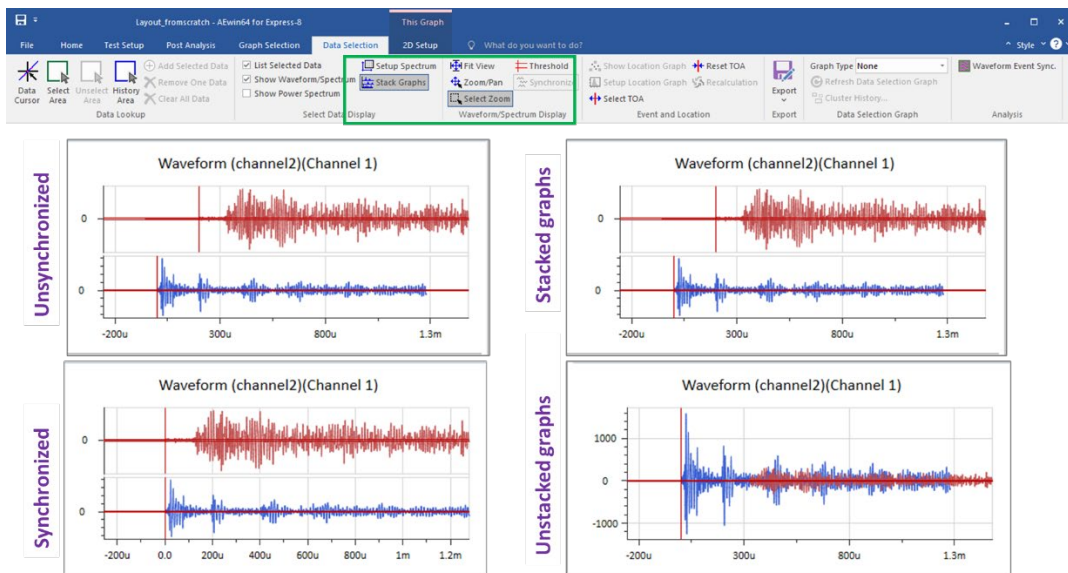 Layout_fromscratch - AEwin64 for Express-8
This Graph
File Home Test Setup Post Analysis Graph Selection Data Selection 2D Setup What do you want to do? Style
Data Cursor
Select Area
Unselect Area
History Area
Add Selected Data
Remove One Data
Clear All Data
Data Lookup
List Selected Data
Show Waveform/Spectrum
Show Power Spectrum
Setup Spectrum
Stack Graphs
Select Data Display
Fit View
Zoom/Pan
Select Zoom
Threshold
Synchronize
Waveform/Spectrum Display
Show Location Graph
Setup Location Graph
Select TOA
Reset TOA
Recalculation
Event and Location
Export
Export
Graph Type None
Refresh Data Selection Graph
Cluster History...
Data Selection Graph
Waveform Event Sync.
Analysis
Unsynchronized
Waveform (channel2)(Channel 1)
0
0
-200u 300u 800u 1.3m
Stacked graphs
Waveform (channel2)(Channel 1)
0
0
-200u 300u 800u 1.3m
Synchronized
Waveform (channel2)(Channel 1)
0
0
-200u 0.0 200u 400u 600u 800u 1m 1.2m
Unstacked graphs
Waveform (channel2)(Channel 1)
1000
0
-1000
-200u 300u 800u 1.3m